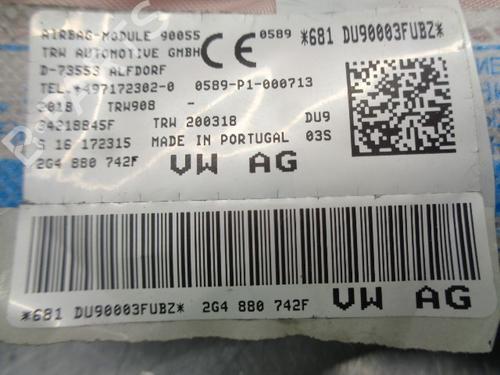 AIRBAG-MODULE 90055
TRW AUTOMOTIVE GMBH
D-73553 ALFDORF
TEL.+497172302-0 0589-P1-000713
2018 TRW908 -
34218845F TRW 200318 DU9
S 16 172315 MADE IN PORTUGAL 03S
2G4 880 742F VW AG
CE 0589
*681 DU90003FUBZ*
*681 DU90003FUBZ* 2G4 880 742F VW AG